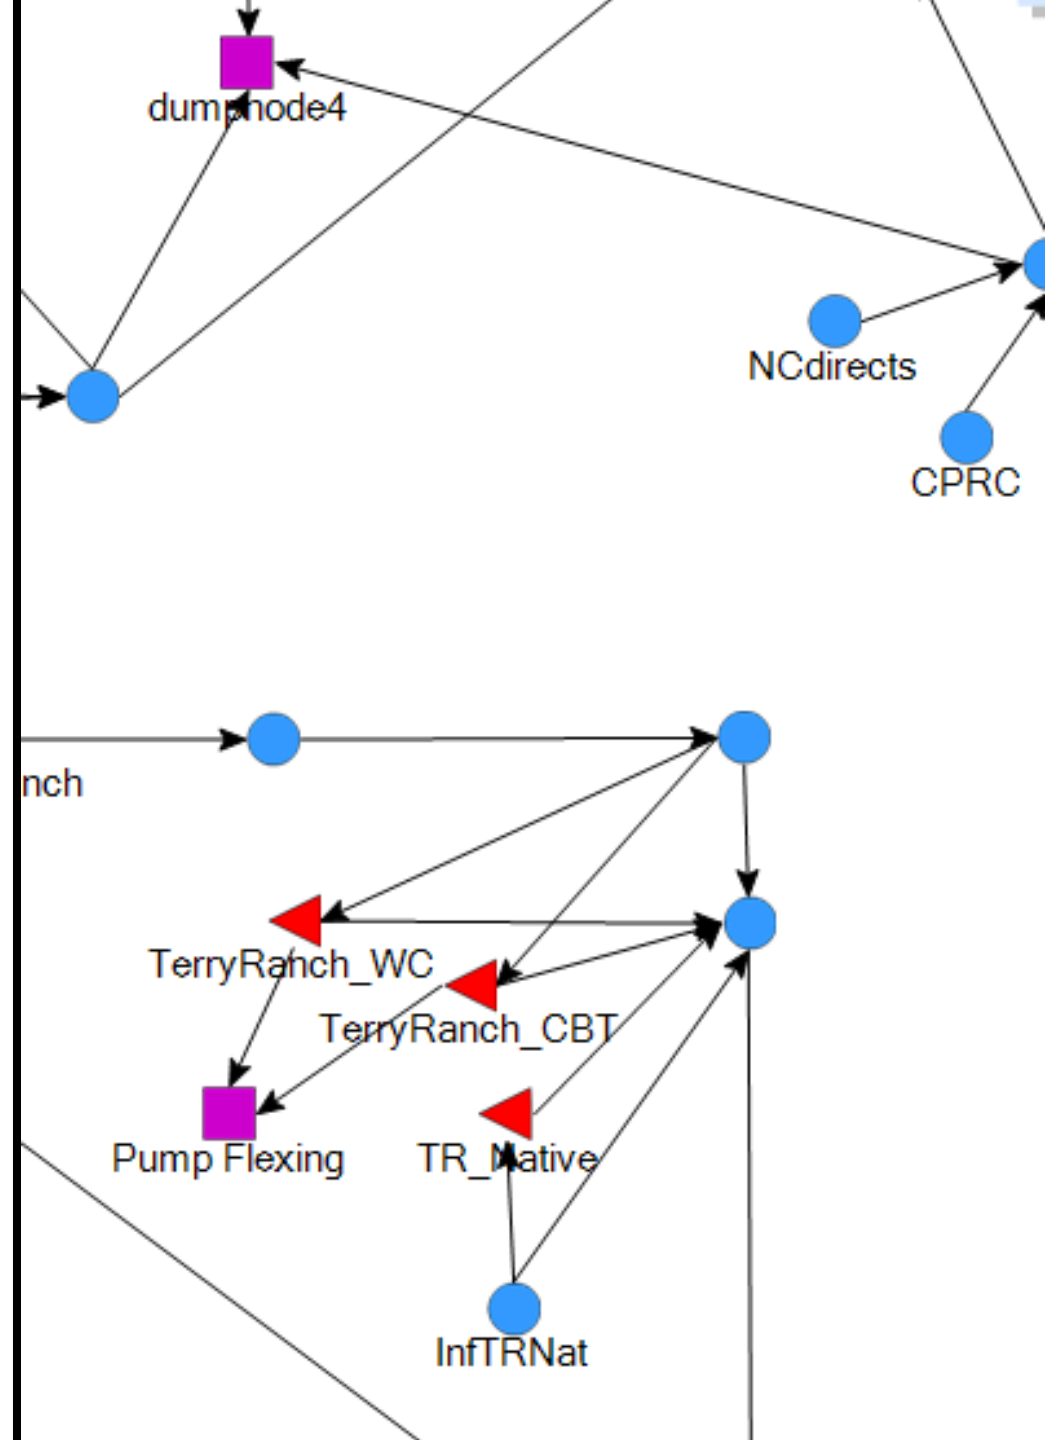 dumpnode4
NCdirects
CPRC
nch
TerryRanch_WC
TerryRanch_CBT
Pump Flexing
TR_Native
InfTRNat